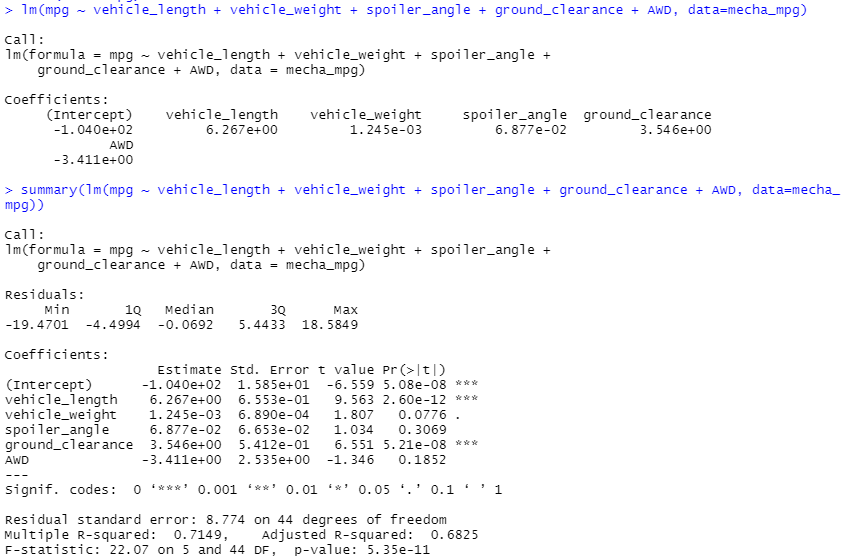 > lm(mpg ~ vehicle_length + vehicle_weight + spoiler_angle + ground_clearance + AWD, data=mecha_mpg)
Call:
lm(formula = mpg ~ vehicle_length + vehicle_weight + spoiler_angle +
    ground_clearance + AWD, data = mecha_mpg)
Coefficients:
     (Intercept)    vehicle_length    vehicle_weight     spoiler_angle  ground_clearance
      -1.040e+02         6.267e+00         1.245e-03         6.877e-02         3.546e+00
             AWD
      -3.411e+00
> summary(lm(mpg ~ vehicle_length + vehicle_weight + spoiler_angle + ground_clearance + AWD, data=mecha_
mpg))
Call:
lm(formula = mpg ~ vehicle_length + vehicle_weight + spoiler_angle +
    ground_clearance + AWD, data = mecha_mpg)
Residuals:
     Min       1Q   Median       3Q      Max
-19.4701  -4.4994  -0.0692   5.4433  18.5849
Coefficients:
                   Estimate Std. Error t value Pr(>|t|)
(Intercept)      -1.040e+02  1.585e+01  -6.559 5.08e-08 ***
vehicle_length    6.267e+00  6.553e-01   9.563 2.60e-12 ***
vehicle_weight    1.245e-03  6.890e-04   1.807   0.0776 .
spoiler_angle     6.877e-02  6.653e-02   1.034   0.3069
ground_clearance  3.546e+00  5.412e-01   6.551 5.21e-08 ***
AWD              -3.411e+00  2.535e+00  -1.346   0.1852
---
Signif. codes:  0 ‘***’ 0.001 ‘**’ 0.01 ‘*’ 0.05 ‘.’ 0.1 ‘ ’ 1
Residual standard error: 8.774 on 44 degrees of freedom
Multiple R-squared:  0.7149,    Adjusted R-squared:  0.6825
F-statistic: 22.07 on 5 and 44 DF,  p-value: 5.35e-11